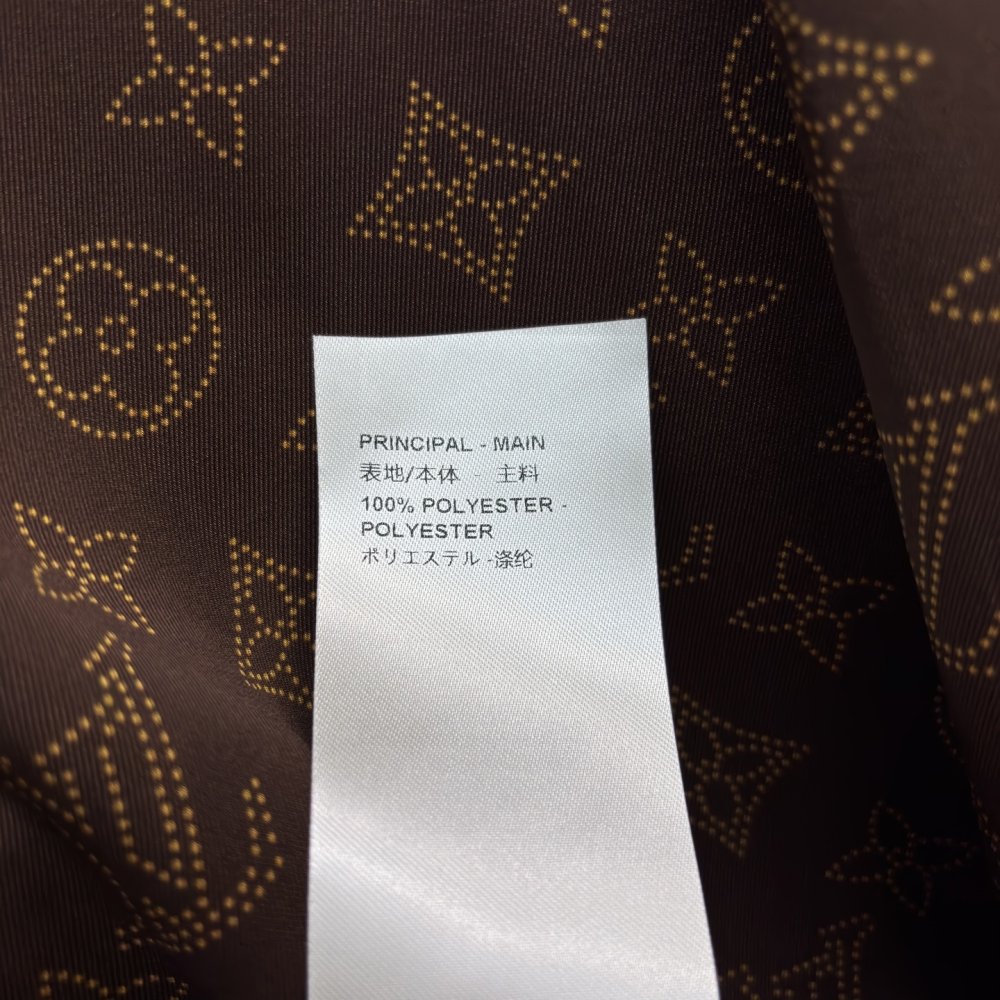 PRINCIPAL - MAIN
表地/本体 - 主料
100% POLYESTER -
POLYESTER
ポリエステル -涤纶